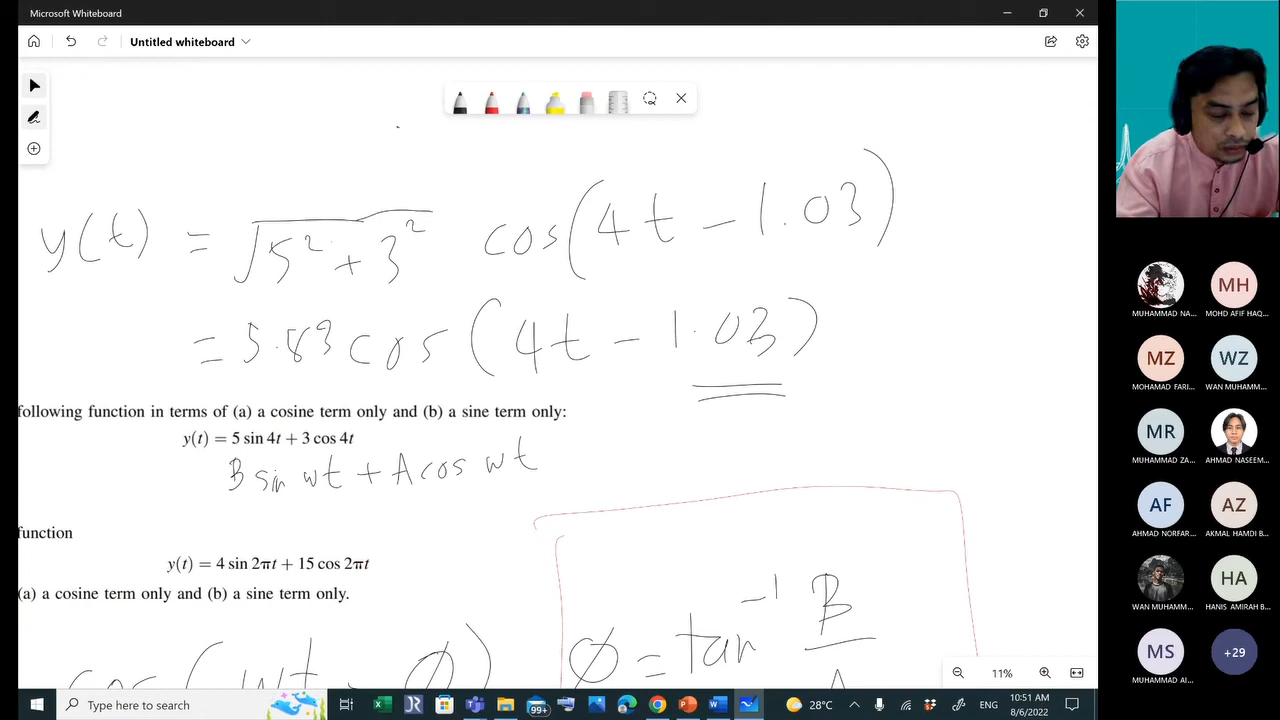 Microsoft Whiteboard
Untitled whiteboard
y(t) = √5² + 3² cos(4t − 1.03)
= 5.83 cos(4t − 1.03)
following function in terms of (a) a cosine term only and (b) a sine term only:
y(t) = 5 sin 4t + 3 cos 4t
B sin wt + A cos wt
function
y(t) = 4 sin 2πt + 15 cos 2πt
(a) a cosine term only and (b) a sine term only.
cos(wt - Ø)
Ø = tan⁻¹ B
A
11%
MH
MUHAMMAD NA...
MOHD AFIF HAQ...
MZ
WZ
MOHAMAD FARI...
WAN MUHAMM...
MR
MUHAMMAD ZA...
AHMAD NASEEM...
AF
AZ
AHMAD NORFAR...
AKMAL HAMDI B...
HA
WAN MUHAMM...
HANIS AMIRAH B...
MS
+29
MUHAMMAD AI...
Type here to search
99+
28°C
ENG
10:51 AM
8/6/2022